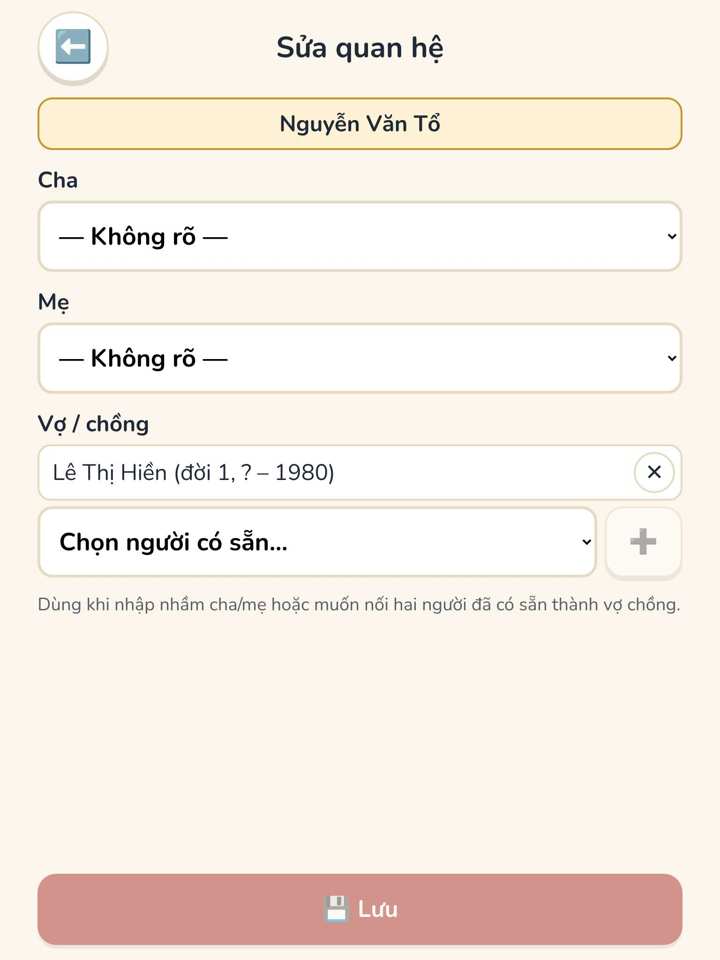 Sửa quan hệ
Nguyễn Văn Tổ
Cha
— Không rõ —
Mẹ
— Không rõ —
Vợ / chồng
Lê Thị Hiền (đời 1, ? – 1980)
Chọn người có sẵn...
Dùng khi nhập nhầm cha/mẹ hoặc muốn nối hai người đã có sẵn thành vợ chồng.
Lưu